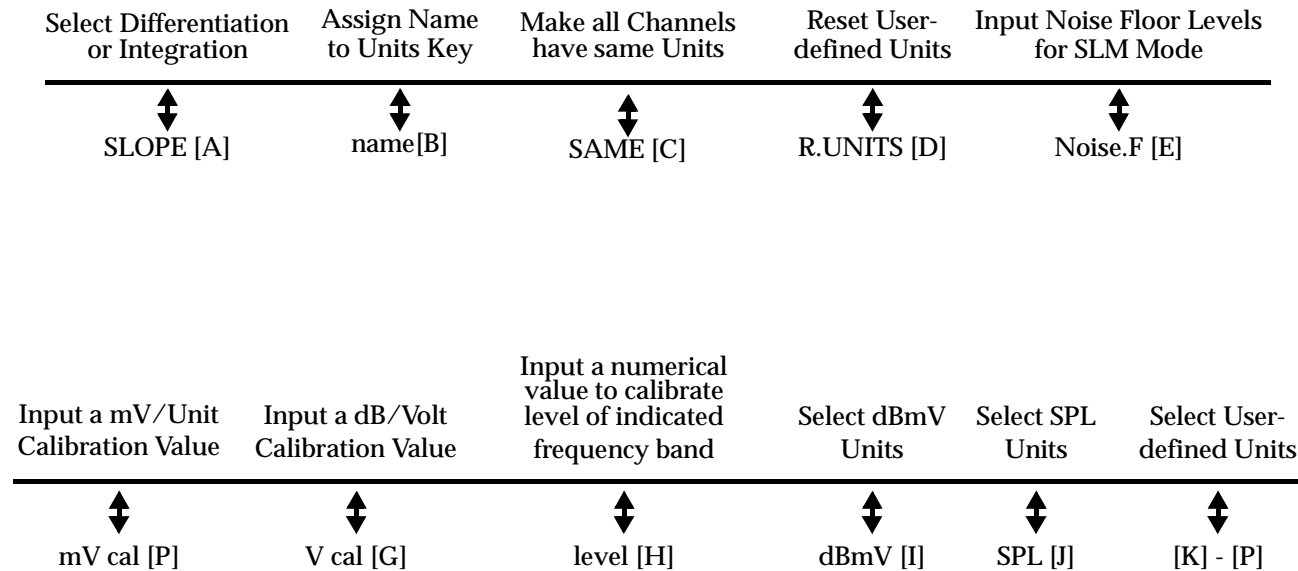 Select Differentiation
or Integration
Assign Name
to Units Key
Make all Channels
have same Units
Reset User-
defined Units
Input Noise Floor Levels
for SLM Mode
SLOPE [A]
name[B]
SAME [C]
R.UNITS [D]
Noise.F [E]
Input a mV/Unit
Calibration Value
Input a dB/Volt
Calibration Value
Input a numerical
value to calibrate
level of indicated
frequency band
Select dBmV
Units
Select SPL
Units
Select User-
defined Units
mV cal [P]
V cal [G]
level [H]
dBmV [I]
SPL [J]
[K] - [P]